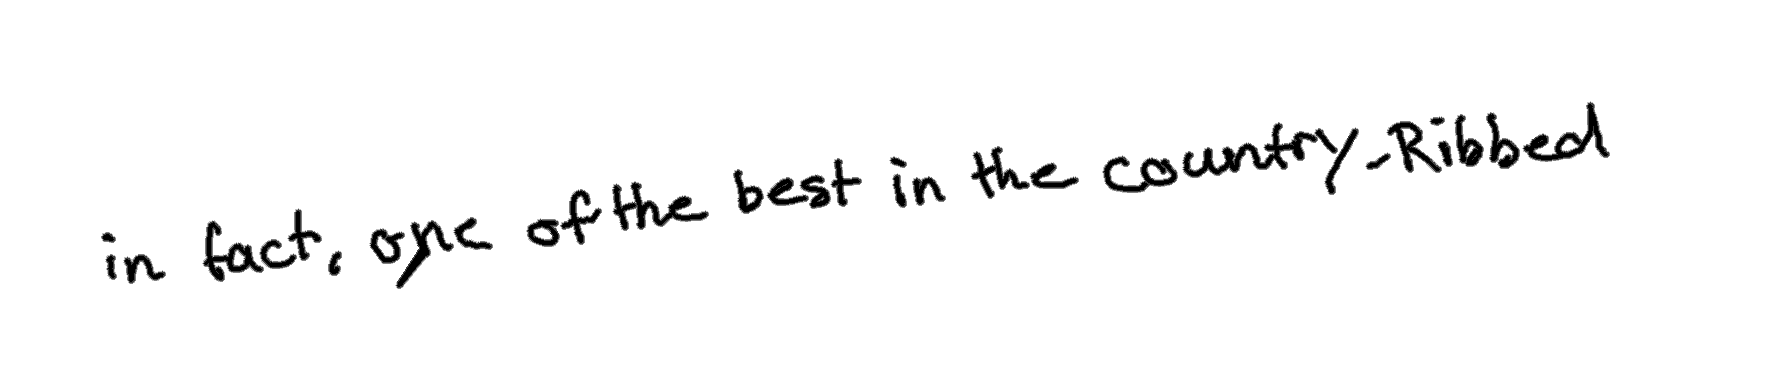 in fact, one of the best in the country-Ribbed